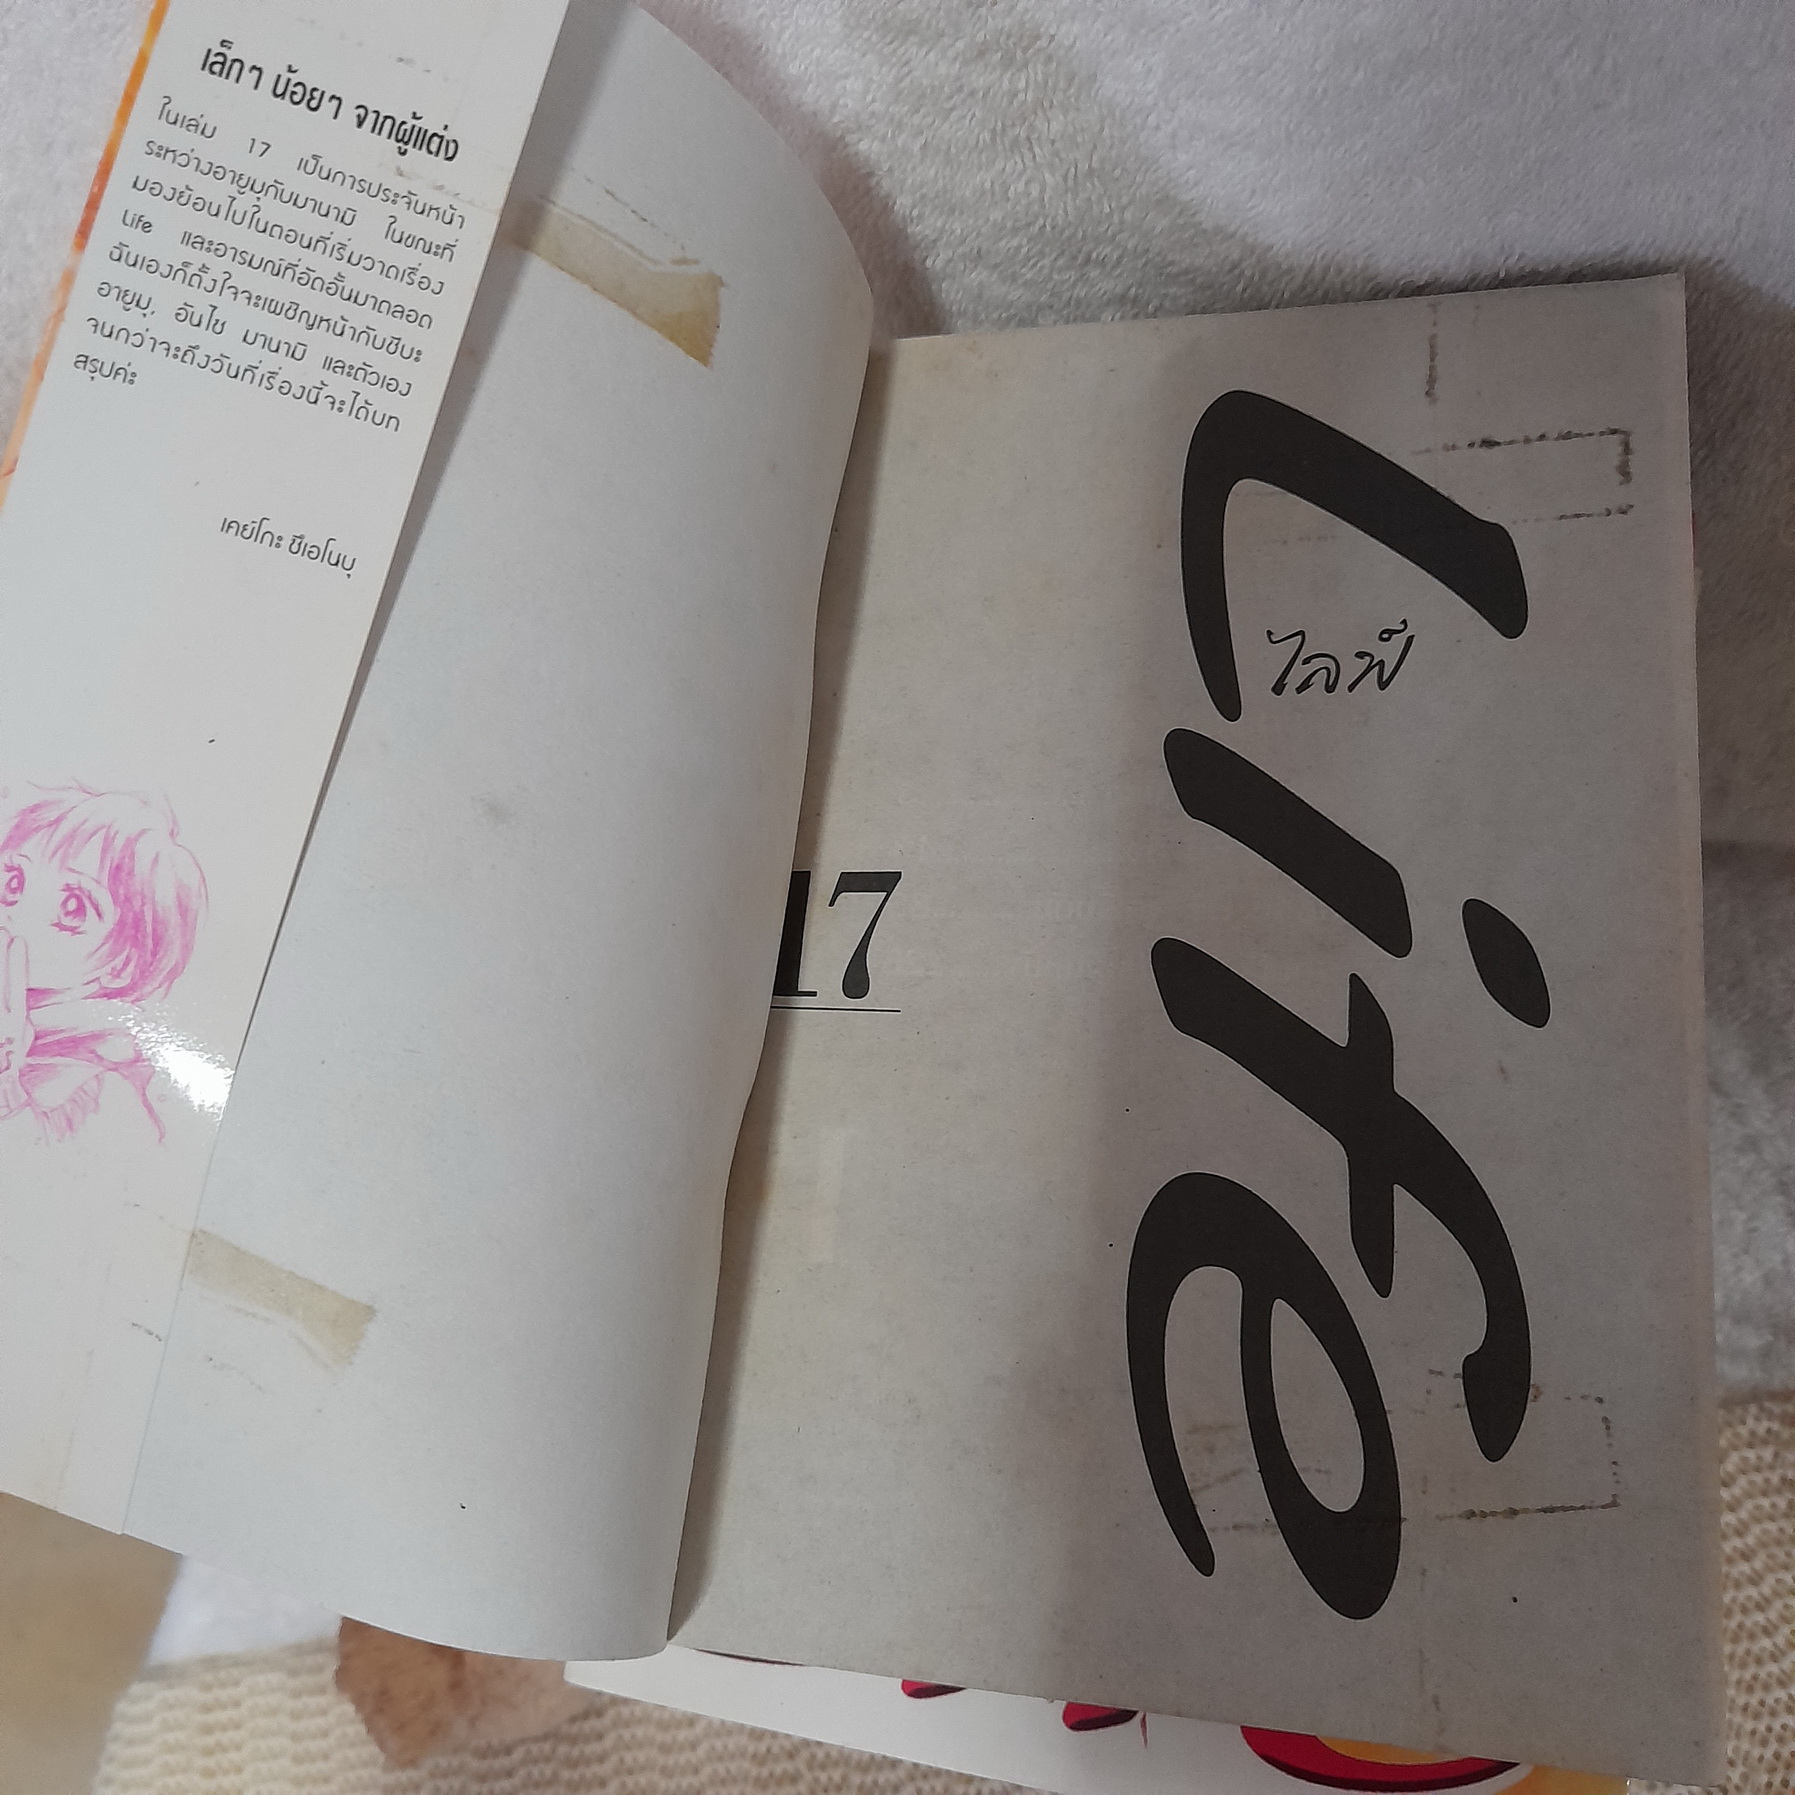 เล็กๆ น้อยๆ จากผู้แต่ง
ในเล่ม 17 เป็นการประจันหน้า
ระหว่างอายูมุกับมานามิ ในขณะที่
มองย้อนไปในตอนที่เริ่มวาดเรื่อง
Life และอารมณ์ที่อัดอั้นมาตลอด
ฉันเองก็ตั้งใจจะเผชิญหน้ากับชีบะ
อายูมุ, อันไซ มานามิ และตัวเอง
จนกว่าจะถึงวันที่เรื่องนี้จะได้บท
สรุปค่ะ
เคย์โกะ ซึเอโนบุ
17
Life
ไลฟ์